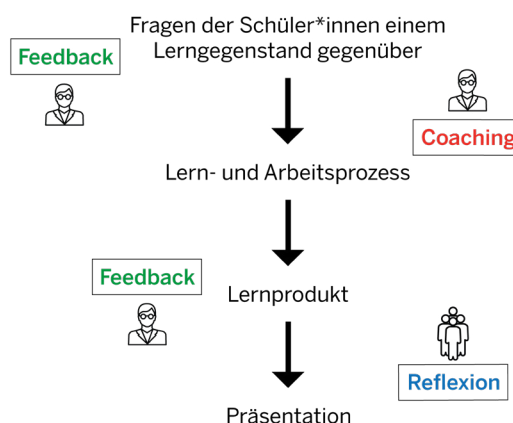 Fragen der Schüler*innen einem
Lerngegenstand gegenüber
Feedback
Coaching
Lern- und Arbeitsprozess
Feedback
Lernprodukt
Reflexion
Präsentation